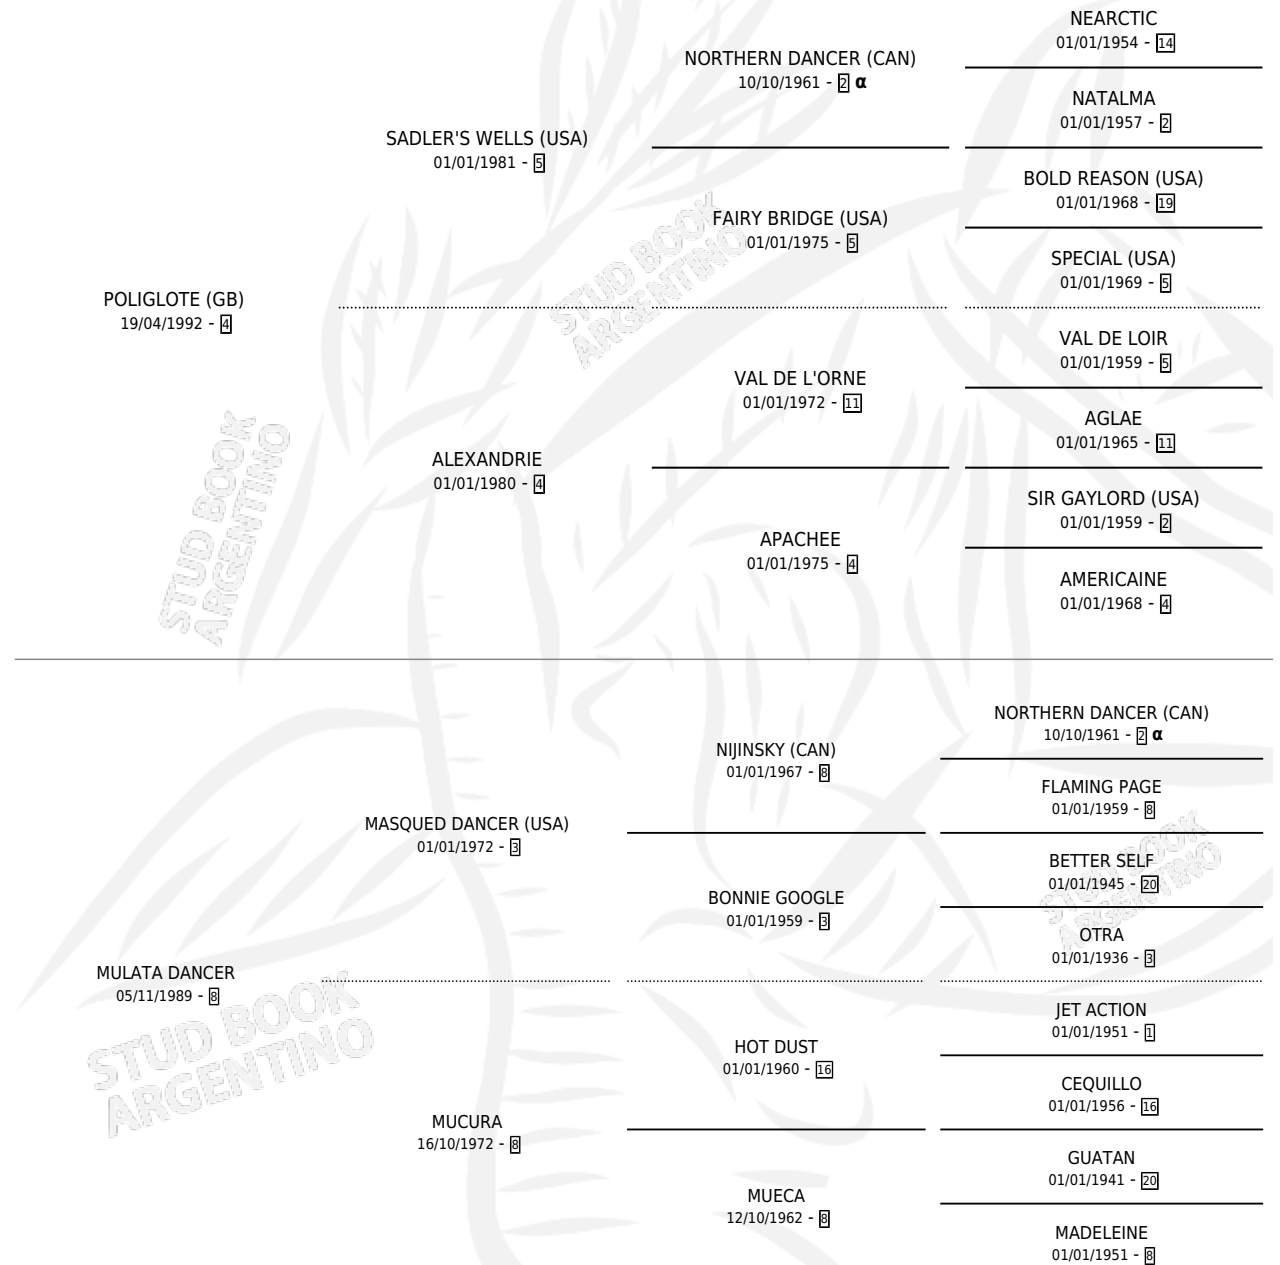 NEARCTIC
01/01/1954 - 14
NORTHERN DANCER (CAN)
10/10/1961 - 2 α
NATALMA
01/01/1957 - 2
SADLER'S WELLS (USA)
01/01/1981 - 5
BOLD REASON (USA)
01/01/1968 - 19
FAIRY BRIDGE (USA)
01/01/1975 - 5
SPECIAL (USA)
01/01/1969 - 5
POLIGLOTE (GB)
19/04/1992 - 4
VAL DE LOIR
01/01/1959 - 5
VAL DE L'ORNE
01/01/1972 - 11
AGLAE
01/01/1965 - 11
ALEXANDRIE
01/01/1980 - 4
SIR GAYLORD (USA)
01/01/1959 - 2
APACHEE
01/01/1975 - 4
AMERICAINE
01/01/1968 - 4
NORTHERN DANCER (CAN)
10/10/1961 - 2 α
NIJINSKY (CAN)
01/01/1967 - 8
FLAMING PAGE
01/01/1959 - 8
MASQUED DANCER (USA)
01/01/1972 - 3
BETTER SELF
01/01/1945 - 20
BONNIE GOOGLE
01/01/1959 - 3
OTRA
01/01/1936 - 3
MULATA DANCER
05/11/1989 - 8
JET ACTION
01/01/1951 - 1
HOT DUST
01/01/1960 - 16
CEQUILLO
01/01/1956 - 16
MUCURA
16/10/1972 - 8
GUATAN
01/01/1941 - 20
MUECA
12/10/1962 - 8
MADELEINE
01/01/1951 - 8
STUD BOOK
ARGENTINO
STUD BOOK
ARGENTINO
STUD BOOK
ARGENTINO
STUD BOOK
ARGENTINO